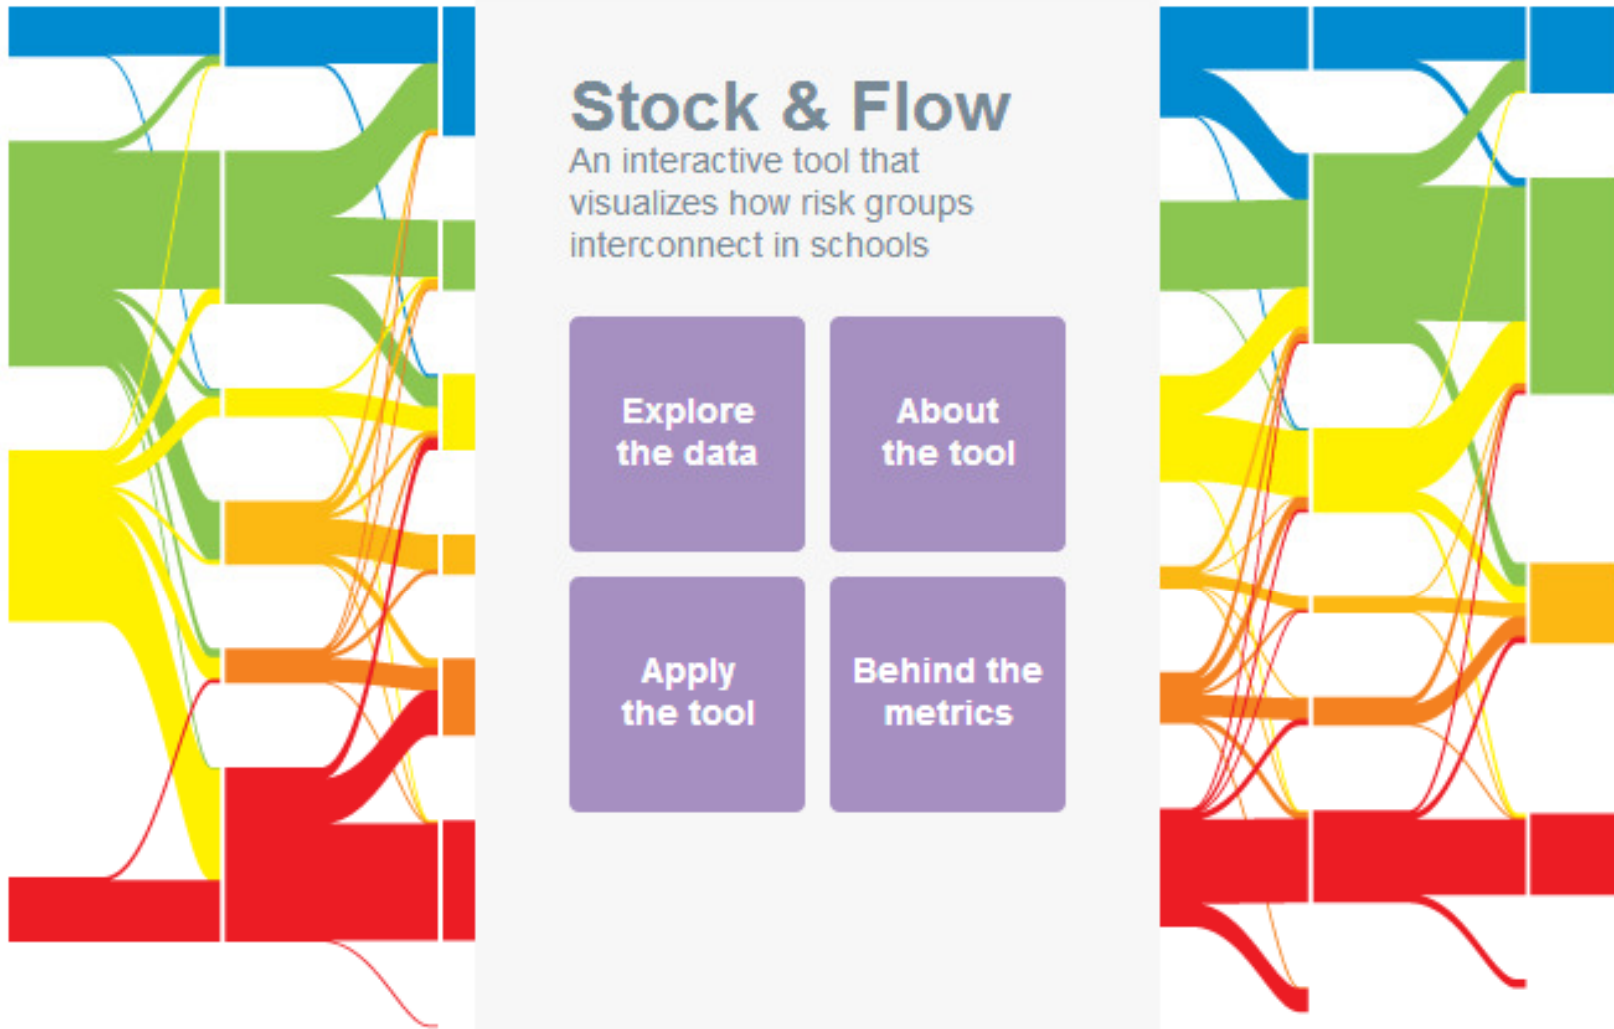 Stock & Flow
An interactive tool that
visualizes how risk groups
interconnect in schools
Explore
the data
About
the tool
Apply
the tool
Behind the
metrics